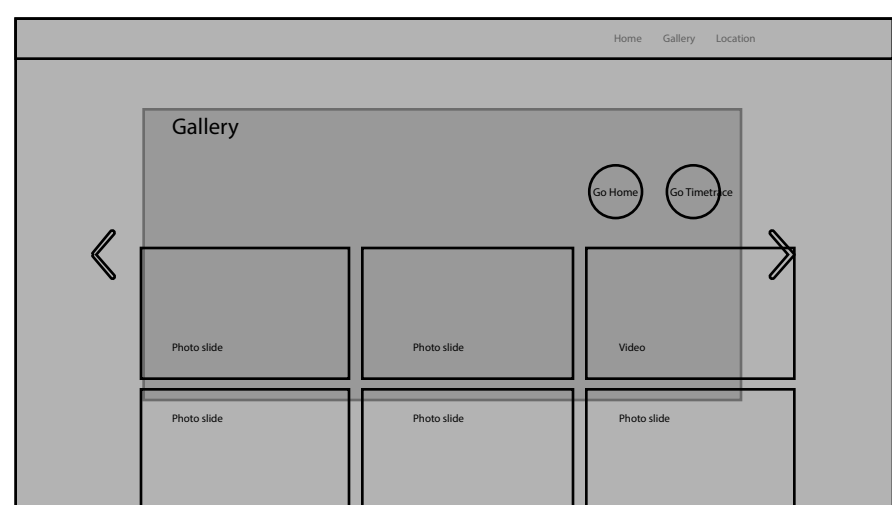 Home Gallery Location
Gallery
Go Home Go Timetrace
Photo slide Photo slide Video
Photo slide Photo slide Photo slide